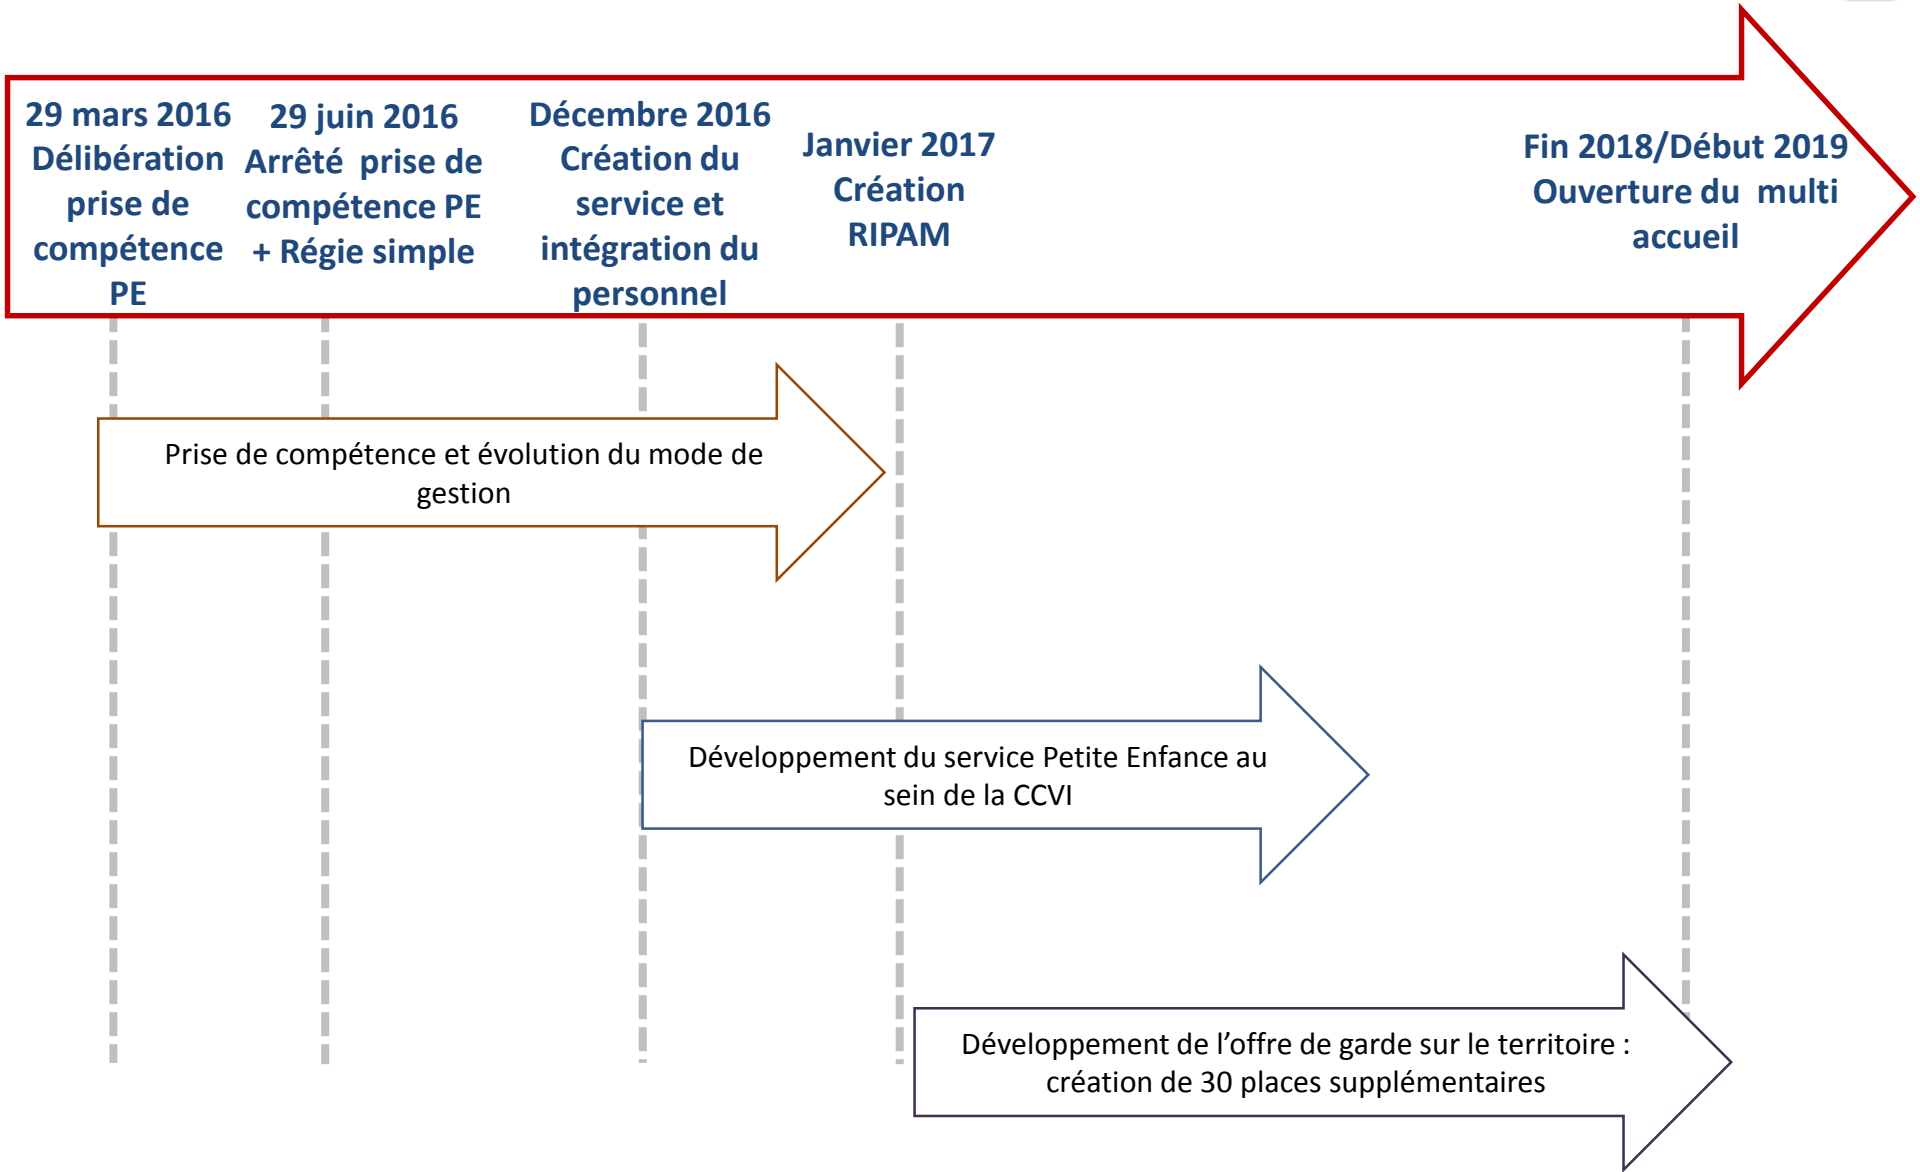 29 mars 2016
Délibération
prise de
compétence
PE
29 juin 2016
Arrêté prise de
compétence PE
+ Régie simple
Décembre 2016
Création du
service et
intégration du
personnel
Janvier 2017
Création
RIPAM
Fin 2018/Début 2019
Ouverture du multi
accueil
Prise de compétence et évolution du mode de
gestion
Développement du service Petite Enfance au
sein de la CCVI
Développement de l’offre de garde sur le territoire :
création de 30 places supplémentaires